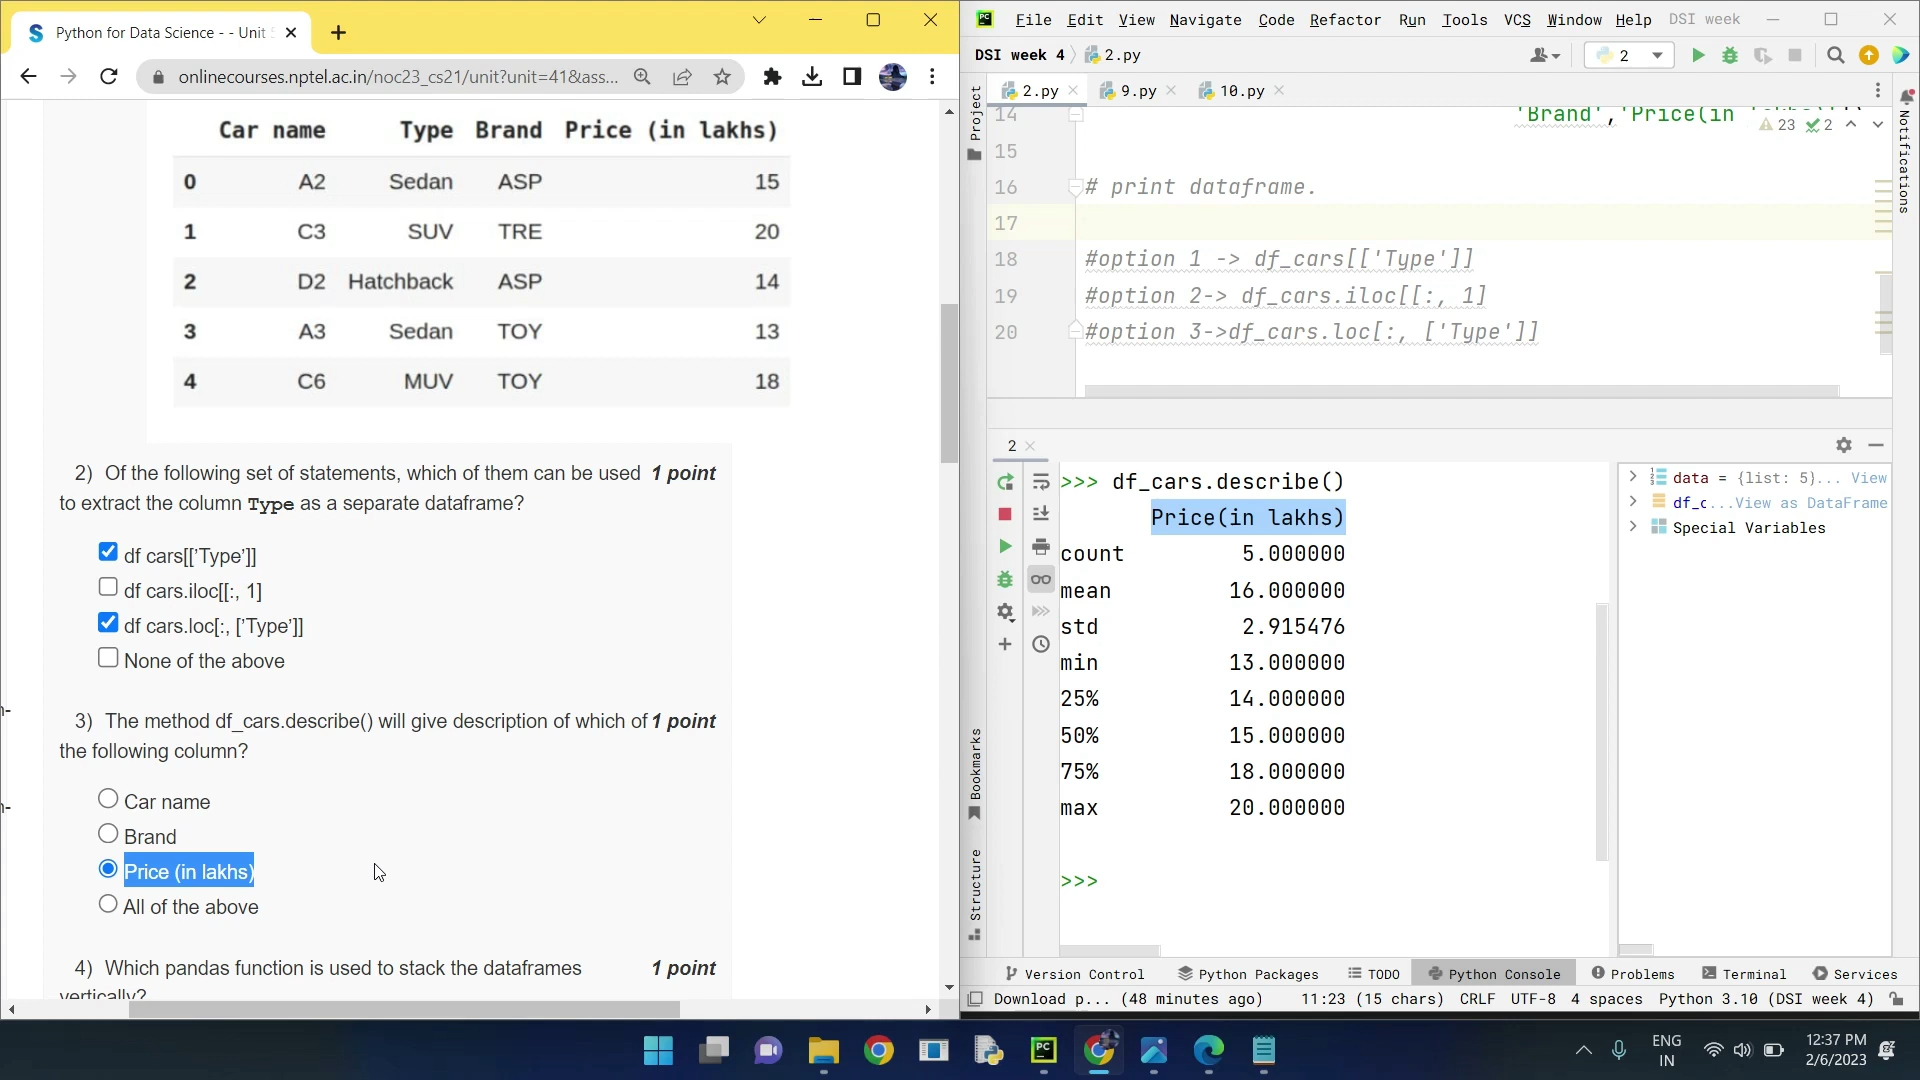 Python for Data Science - - Unit
onlinecourses.nptel.ac.in/noc23_cs21/unit?unit=41&ass...
Car name Type Brand Price (in lakhs)
0 A2 Sedan ASP 15
1 C3 SUV TRE 20
2 D2 Hatchback ASP 14
3 A3 Sedan TOY 13
4 C6 MUV TOY 18
2) Of the following set of statements, which of them can be used 1 point
to extract the column Type as a separate dataframe?
df cars[['Type']]
df cars.iloc[[:, 1]
df cars.loc[:, ['Type']]
None of the above
3) The method df_cars.describe() will give description of which of 1 point
the following column?
Car name
Brand
Price (in lakhs)
All of the above
4) Which pandas function is used to stack the dataframes 1 point
vertically?
PC File Edit View Navigate Code Refactor Run Tools VCS Window Help DSI week
DSI week 4 2.py 2
2.py 9.py 10.py
Project
Notifications
14 'Brand','Price(in 23 2
15
16 # print dataframe.
17
18 #option 1 -> df_cars[['Type']]
19 #option 2-> df_cars.iloc[[:, 1]
20 #option 3->df_cars.loc[:, ['Type']]
2
>>> df_cars.describe()
Price(in lakhs)
count 5.000000
mean 16.000000
std 2.915476
min 13.000000
25% 14.000000
50% 15.000000
75% 18.000000
max 20.000000
>>>
data = {list: 5}... View
df_c...View as DataFrame
Special Variables
Bookmarks
Structure
Version Control Python Packages TODO Python Console Problems Terminal Services
Download p... (48 minutes ago) 11:23 (15 chars) CRLF UTF-8 4 spaces Python 3.10 (DSI week 4)
PC
ENG
IN
12:37 PM
2/6/2023